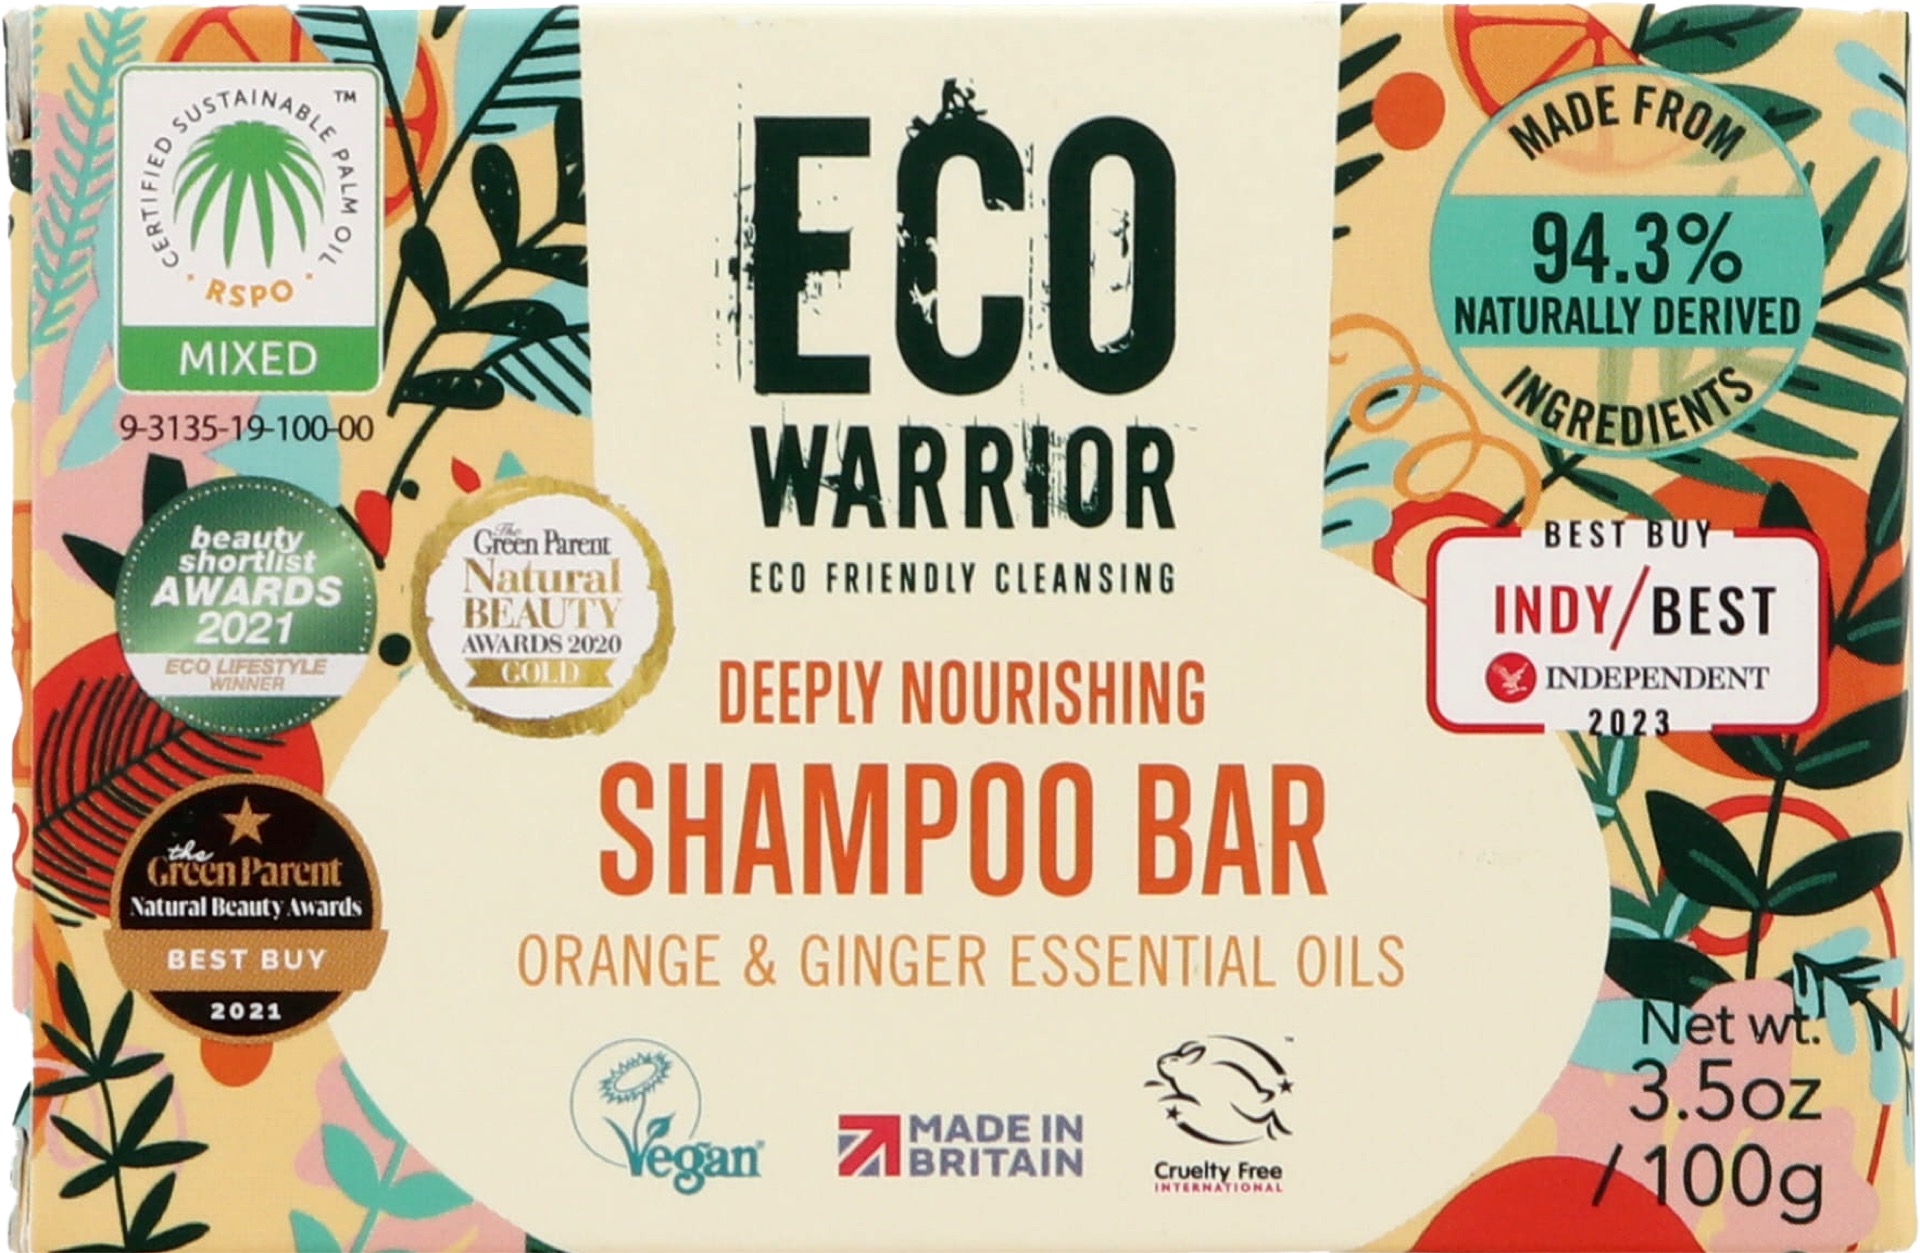 CERTIFIED SUSTAINABLE PALM OIL TM
RSPO
MIXED
9-3135-19-100-00
beauty
shortlist
AWARDS
2021
ECO LIFESTYLE
WINNER
The
Green Parent
Natural
BEAUTY
AWARDS 2020
GOLD
the
Green Parent
Natural Beauty Awards
BEST BUY
2021
ECO
WARRIOR
ECO FRIENDLY CLEANSING
DEEPLY NOURISHING
SHAMPOO BAR
ORANGE & GINGER ESSENTIAL OILS
Vegan
MADE IN
BRITAIN
Cruelty Free
INTERNATIONAL
MADE FROM
94.3%
NATURALLY DERIVED
INGREDIENTS
BEST BUY
INDY/BEST
INDEPENDENT
2023
Net wt.
3.5oz
/ 100g